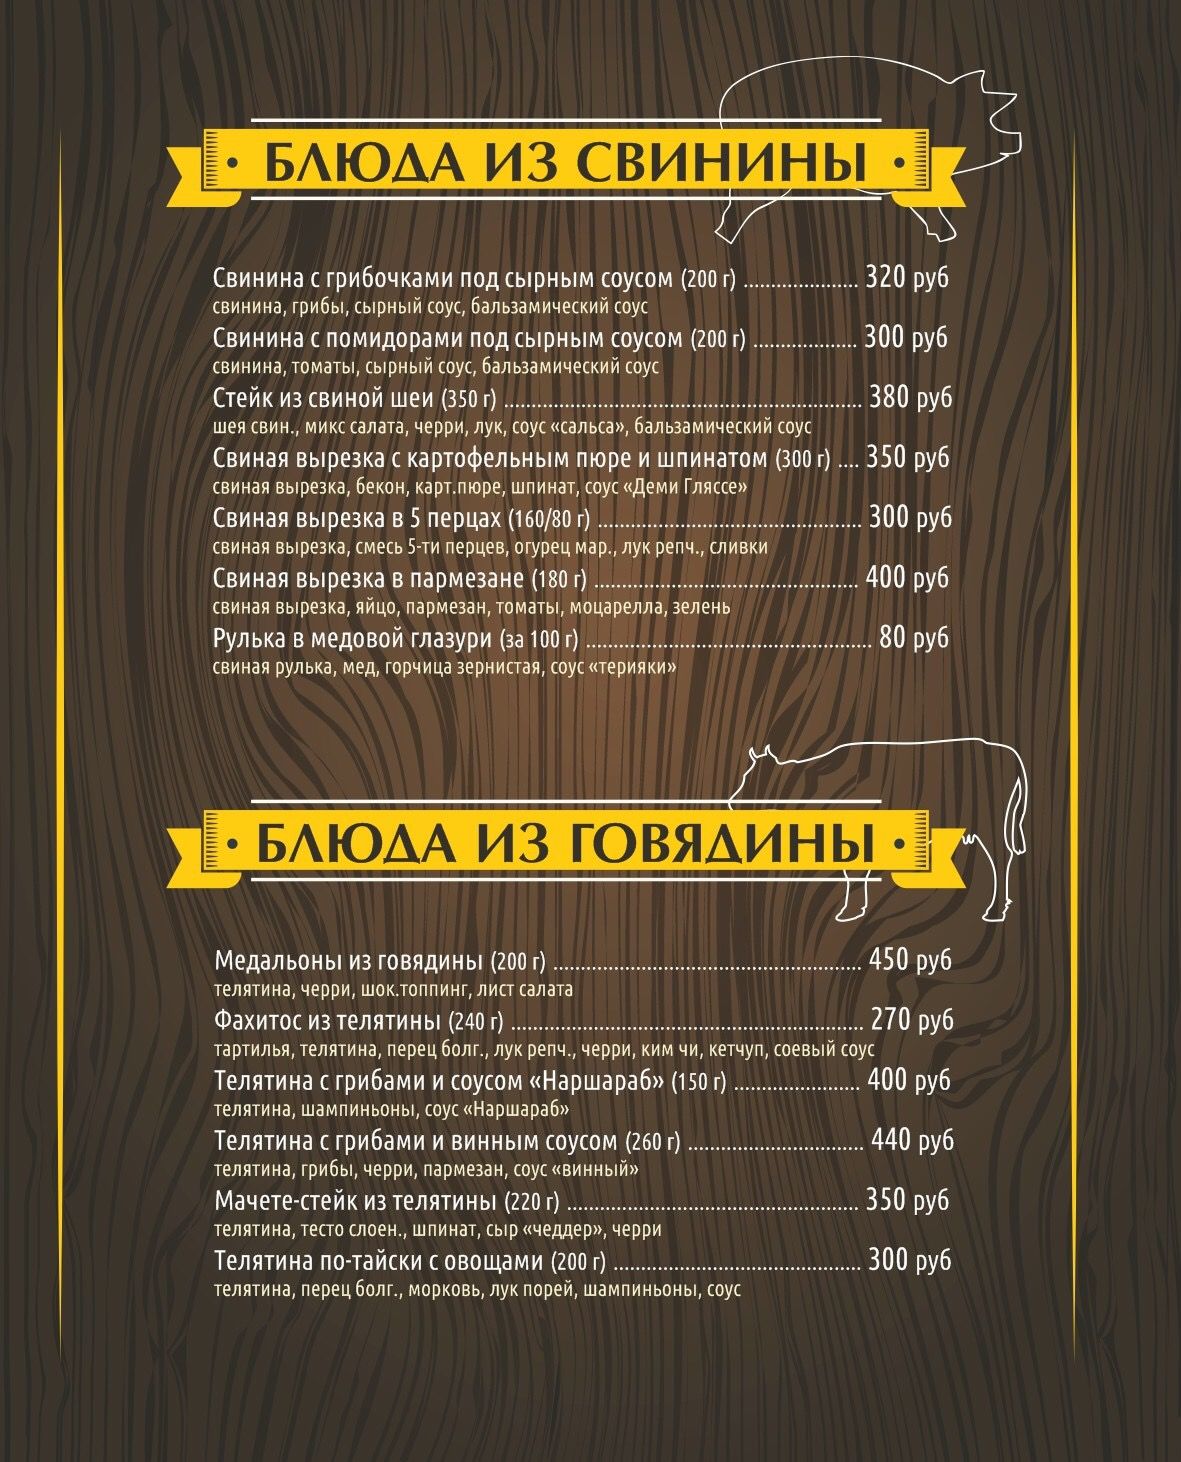 БЛЮДА ИЗ СВИНИНЫ
Свинина с грибочками под сырным соусом (200 г) ..................... 320 руб
свинина, грибы, сырный соус, бальзамический соус
Свинина с помидорами под сырным соусом (200 г) ................... 300 руб
свинина, томаты, сырный соус, бальзамический соус
Стейк из свиной шеи (350 г) .................................................................. 380 руб
шея свин., микс салата, черри, лук, соус «сальса», бальзамический соус
Свиная вырезка с картофельным пюре и шпинатом (300 г) .... 350 руб
свиная вырезка, бекон, карт.пюре, шпинат, соус «Деми Гляссе»
Свиная вырезка в 5 перцах (160/80 г) ................................................. 300 руб
свиная вырезка, смесь 5-ти перцев, огурец мар., лук репч., сливки
Свиная вырезка в пармезане (180 г) ................................................. 400 руб
свиная вырезка, яйцо, пармезан, томаты, моцарелла, зелень
Рулька в медовой глазури (за 100 г) ..................................................... 80 руб
свиная рулька, мед, горчица зернистая, соус «терияки»
БЛЮДА ИЗ ГОВЯДИНЫ
Медальоны из говядины (200 г) ......................................................... 450 руб
телятина, черри, шок.топпинг, лист салата
Фахитос из телятины (240 г) ................................................................. 270 руб
тартилья, телятина, перец болг., лук репч., черри, ким чи, кетчуп, соевый соус
Телятина с грибами и соусом «Наршараб» (150 г) ....................... 400 руб
телятина, шампиньоны, соус «Наршараб»
Телятина с грибами и винным соусом (260 г) ................................ 440 руб
телятина, грибы, черри, пармезан, соус «винный»
Мачете-стейк из телятины (220 г) ...................................................... 350 руб
телятина, тесто слоен., шпинат, сыр «чеддер», черри
Телятина по-тайски с овощами (200 г) .............................................. 300 руб
телятина, перец болг., морковь, лук порей, шампиньоны, соус